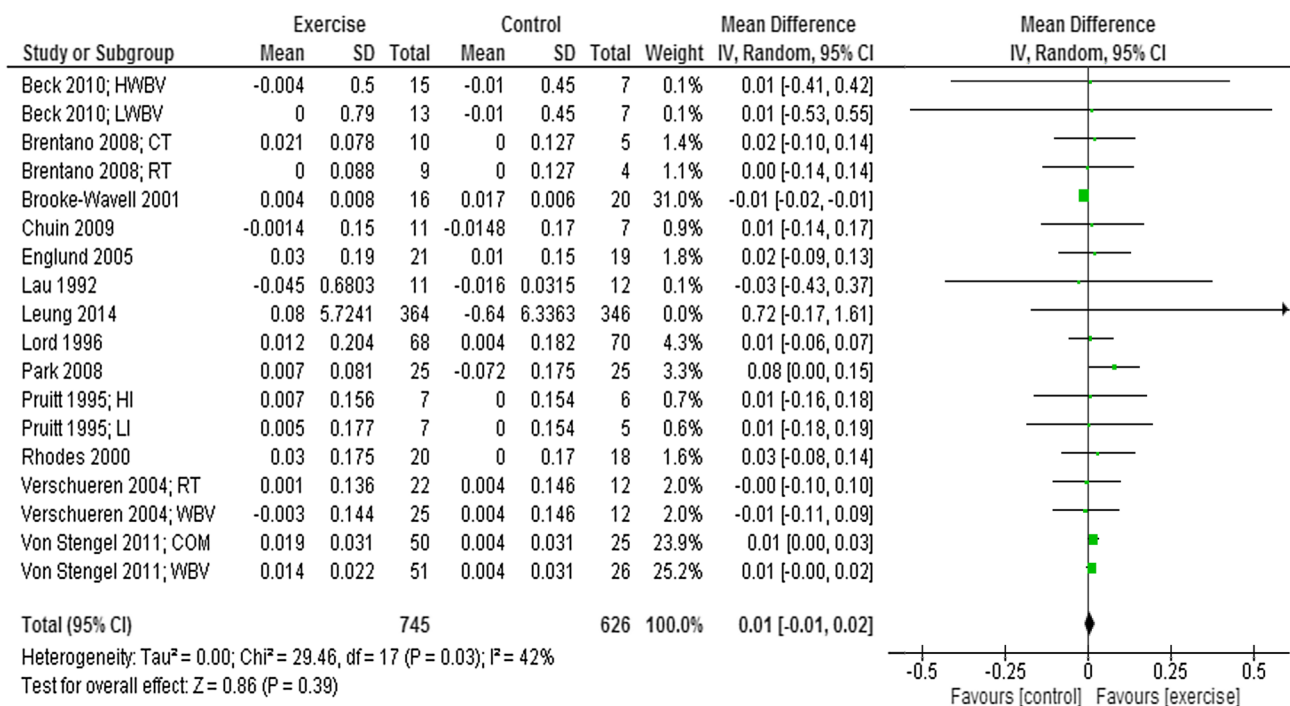 Exercise Control Mean Difference Mean Difference
Study or Subgroup Mean SD Total Mean SD Total Weight IV, Random, 95% CI IV, Random, 95% CI
Beck 2010; HWBV -0.004 0.5 15 -0.01 0.45 7 0.1% 0.01 [-0.41, 0.42]
Beck 2010; LWBV 0 0.79 13 -0.01 0.45 7 0.1% 0.01 [-0.53, 0.55]
Brentano 2008; CT 0.021 0.078 10 0 0.127 5 1.4% 0.02 [-0.10, 0.14]
Brentano 2008; RT 0 0.088 9 0 0.127 4 1.0% 0.00 [-0.14, 0.14]
Brooke-Wavell 2001 0.004 0.008 16 0.017 0.006 20 31.0% -0.01 [-0.02, -0.01]
Chuin 2009 -0.0014 0.15 11 -0.0148 0.17 7 0.9% 0.01 [-0.14, 0.17]
Englund 2005 0.03 0.19 21 0.01 0.15 19 1.8% 0.02 [-0.09, 0.13]
Lau 1992 -0.045 0.6803 11 -0.016 0.0315 12 0.1% -0.03 [-0.43, 0.37]
Leung 2014 0.08 5.7241 364 -0.64 6.3363 346 0.0% 0.72 [-0.17, 1.61]
Lord 1996 0.012 0.204 68 0.004 0.182 70 4.3% 0.01 [-0.06, 0.07]
Park 2008 0.007 0.081 25 -0.072 0.175 25 3.3% 0.08 [0.00, 0.15]
Pruitt 1995; HI 0.007 0.156 7 0 0.154 6 0.7% 0.01 [-0.16, 0.18]
Pruitt 1995; LI 0.005 0.177 7 0 0.154 5 0.6% 0.01 [-0.18, 0.19]
Rhodes 2000 0.03 0.175 20 0 0.17 18 1.6% 0.03 [-0.08, 0.14]
Verschueren 2004; RT 0.001 0.136 22 0.004 0.146 12 2.0% -0.00 [-0.10, 0.10]
Verschueren 2004; WBV -0.003 0.144 25 0.004 0.146 12 2.0% -0.01 [-0.11, 0.09]
Von Stengel 2011; COM 0.019 0.031 50 0.004 0.031 25 23.9% 0.01 [0.00, 0.03]
Von Stengel 2011; WBV 0.014 0.022 51 0.004 0.031 26 25.2% 0.01 [-0.00, 0.02]
Total (95% CI) 745 626 100.0% 0.01 [-0.01, 0.02]
Heterogeneity: Tau² = 0.00; Chi² = 29.46, df = 17 (P = 0.03); I² = 42%
Test for overall effect: Z = 0.86 (P = 0.39)
-0.5 -0.25 0 0.25 0.5
Favours [control] Favours [exercise]